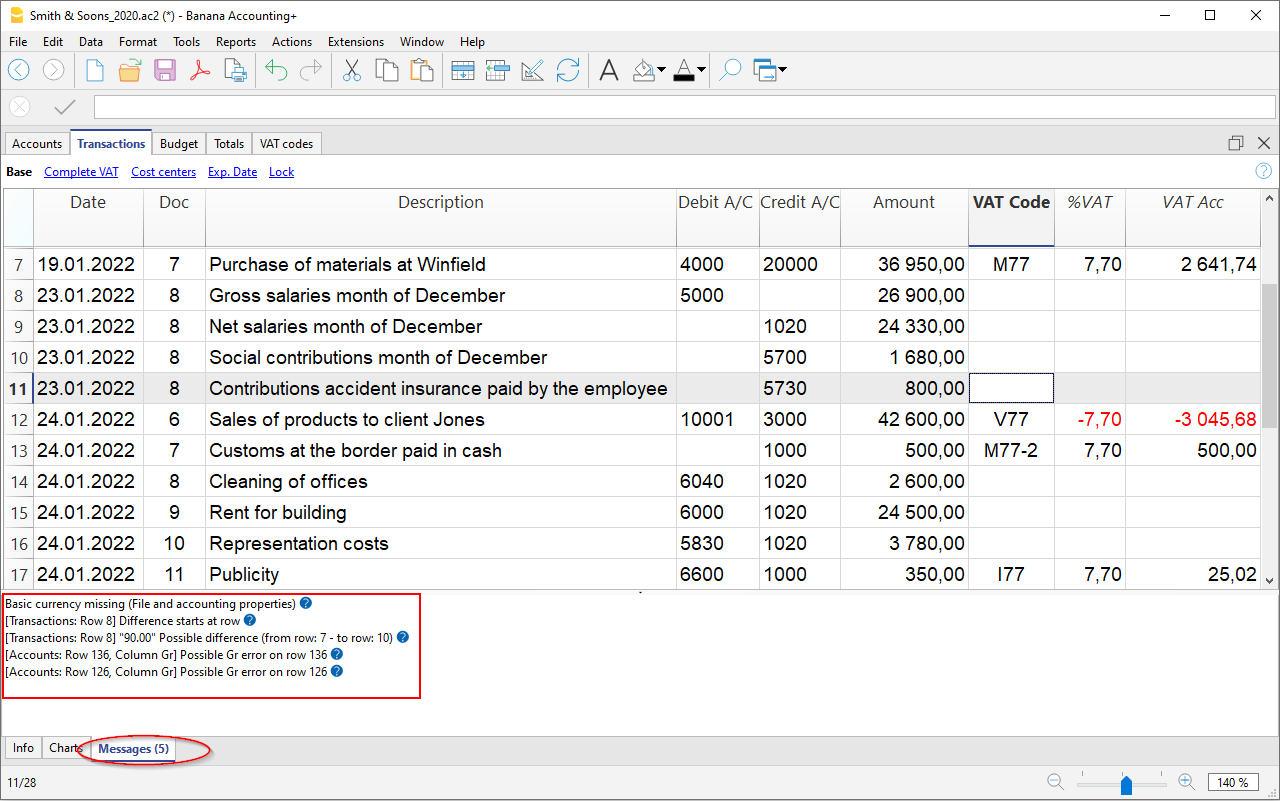 Smith & Soons_2020.ac2 (*) - Banana Accounting+
File Edit Data Format Tools Reports Actions Extensions Window Help
Accounts Transactions Budget Totals VAT codes
Base Complete VAT Cost centers Exp. Date Lock
Date Doc Description Debit A/C Credit A/C Amount VAT Code %VAT VAT Acc
7 19.01.2022 7 Purchase of materials at Winfield 4000 20000 36 950,00 M77 7,70 2 641,74
8 23.01.2022 8 Gross salaries month of December 5000 26 900,00
9 23.01.2022 8 Net salaries month of December 1020 24 330,00
10 23.01.2022 8 Social contributions month of December 5700 1 680,00
11 23.01.2022 8 Contributions accident insurance paid by the employee 5730 800,00
12 24.01.2022 6 Sales of products to client Jones 10001 3000 42 600,00 V77 -7,70 -3 045,68
13 24.01.2022 7 Customs at the border paid in cash 1000 500,00 M77-2 7,70 500,00
14 24.01.2022 8 Cleaning of offices 6040 1020 2 600,00
15 24.01.2022 9 Rent for building 6000 1020 24 500,00
16 24.01.2022 10 Representation costs 5830 1020 3 780,00
17 24.01.2022 11 Publicity 6600 1000 350,00 I77 7,70 25,02
Basic currency missing (File and accounting properties)
[Transactions: Row 8] Difference starts at row
[Transactions: Row 8] "90.00" Possible difference (from row: 7 - to row: 10)
[Accounts: Row 136, Column Gr] Possible Gr error on row 136
[Accounts: Row 126, Column Gr] Possible Gr error on row 126
Info Charts Messages (5)
11/28 140 %